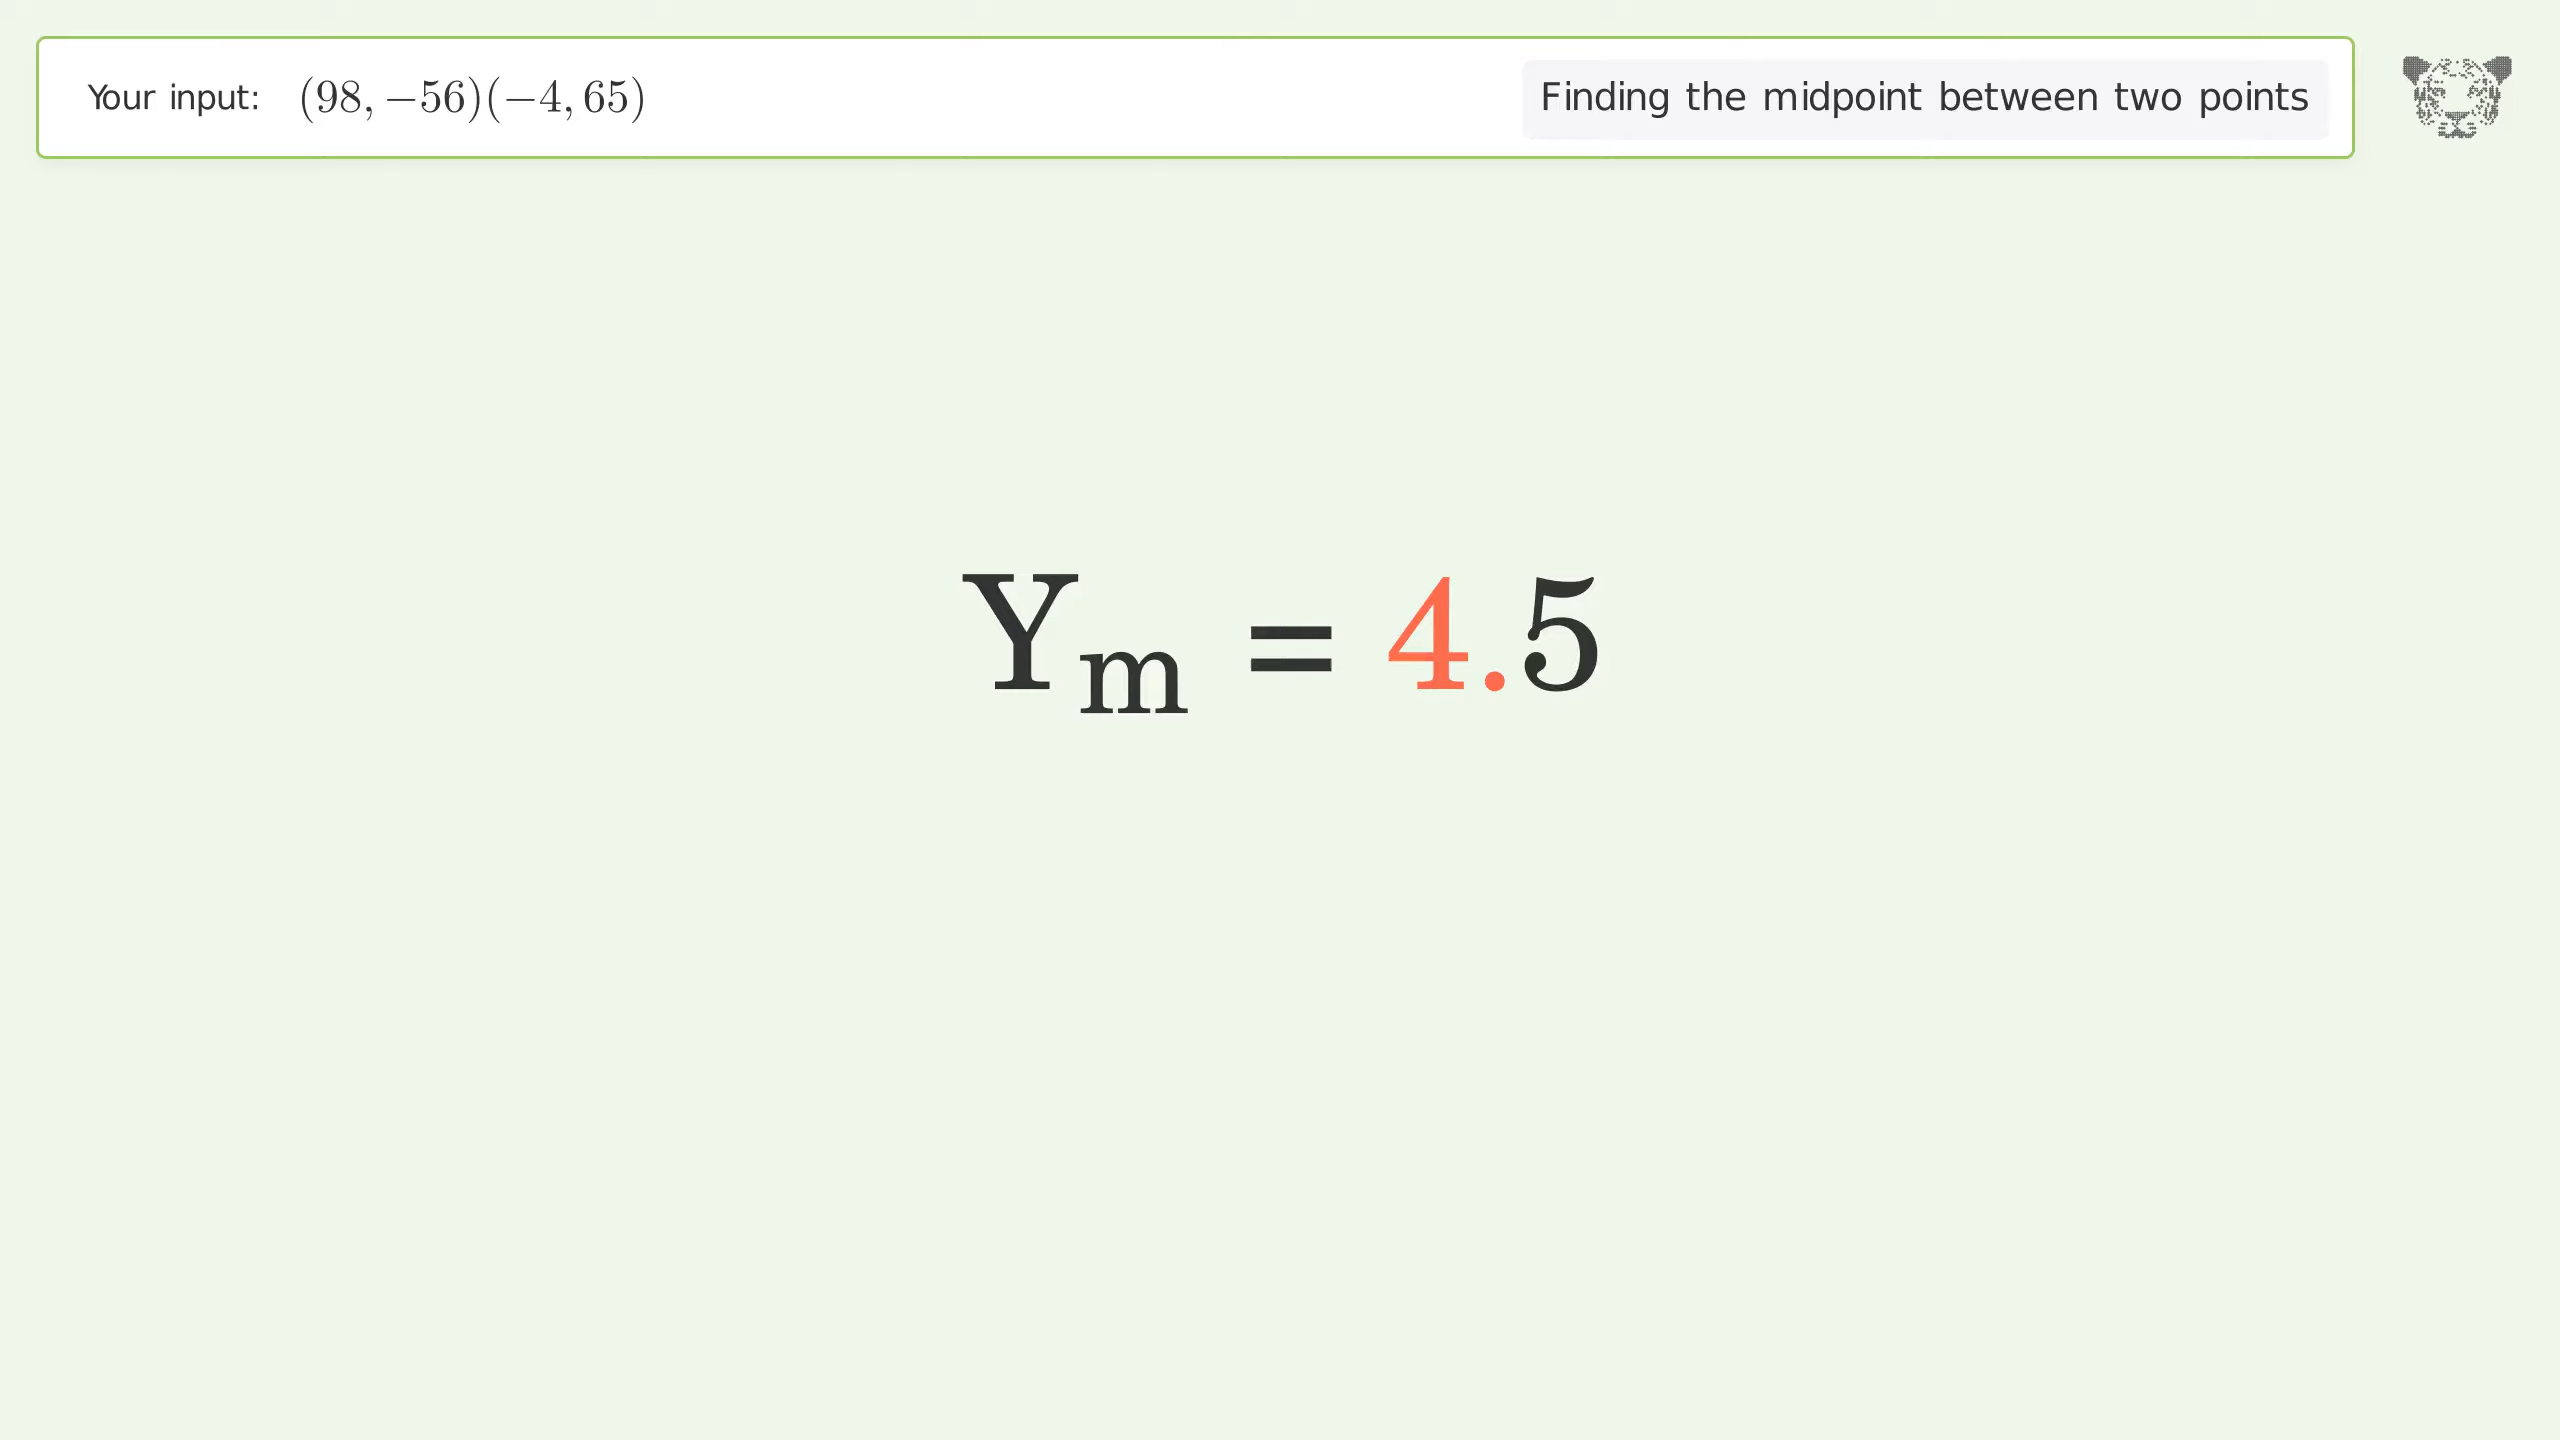 Your input: (98, −56)(−4, 65)
Finding the midpoint between two points
Yₘ = 4.5